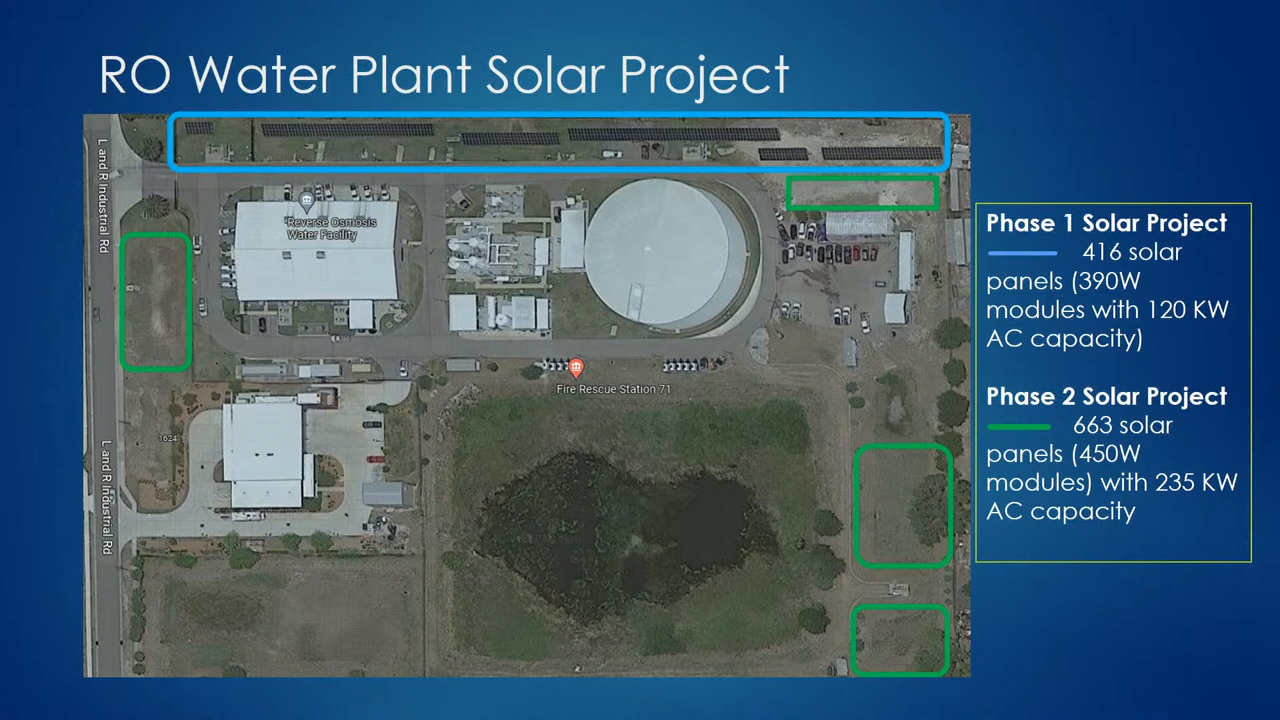 RO Water Plant Solar Project
L and R Industrial Rd
Reverse Osmosis
Water Facility
Fire Rescue Station 71
1624
L and R Industrial Rd
Phase 1 Solar Project
416 solar
panels (390W
modules with 120 KW
AC capacity)
Phase 2 Solar Project
663 solar
panels (450W
modules) with 235 KW
AC capacity